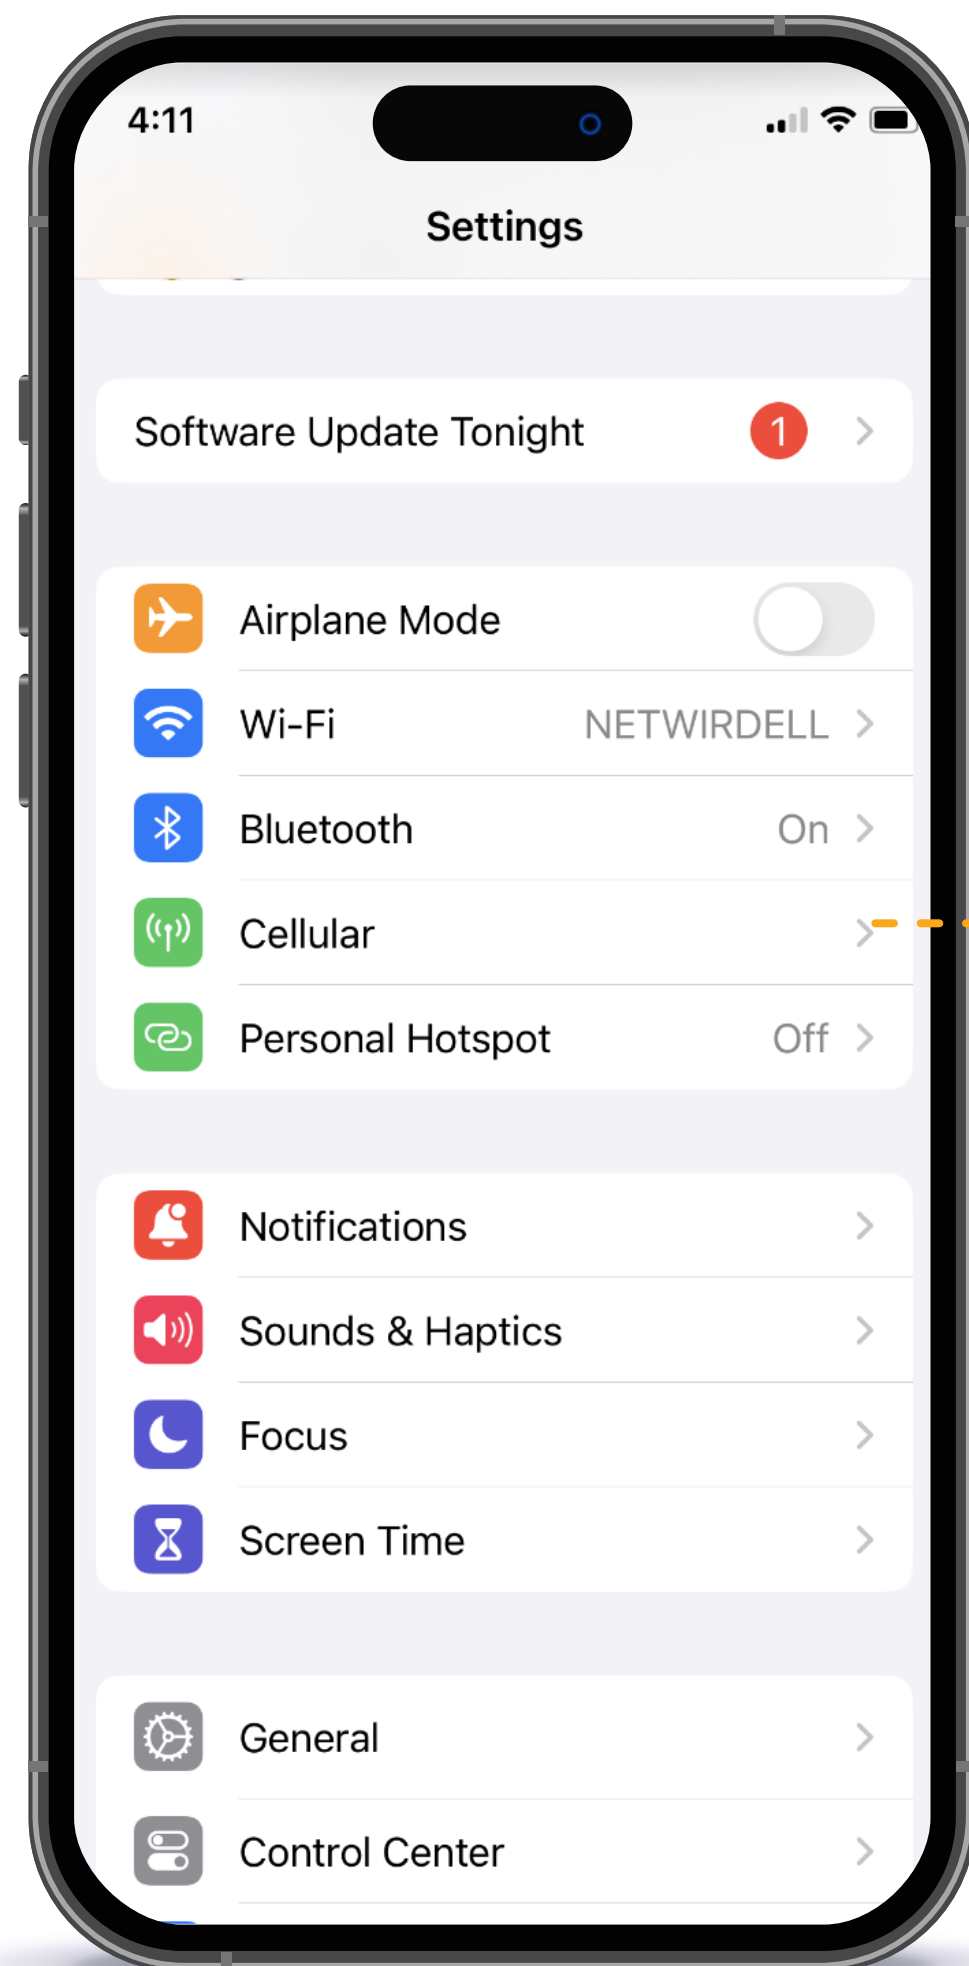 4:11
Settings
Software Update Tonight 1
Airplane Mode
Wi-Fi NETWIRDELL
Bluetooth On
Cellular
Personal Hotspot Off
Notifications
Sounds & Haptics
Focus
Screen Time
General
Control Center